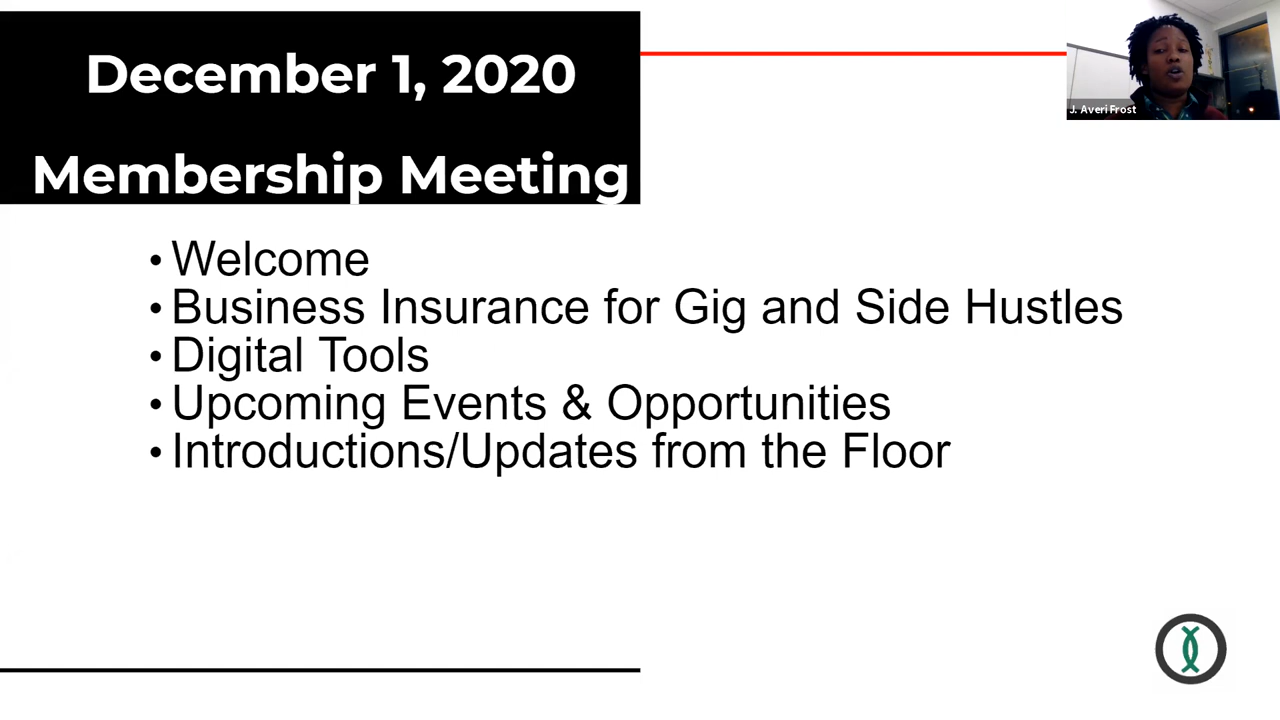 December 1, 2020
Membership Meeting
J. Averi Frost
• Welcome
• Business Insurance for Gig and Side Hustles
• Digital Tools
• Upcoming Events & Opportunities
• Introductions/Updates from the Floor